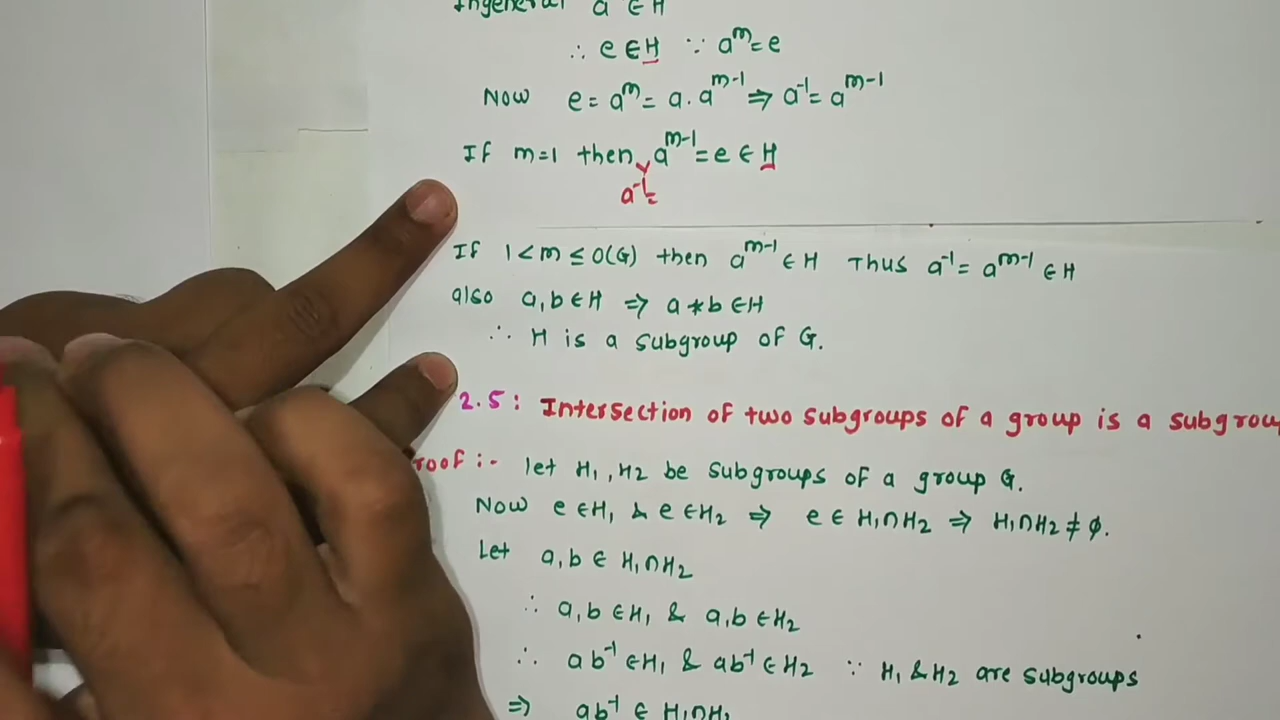 Ingeneral a ∈ H
∴ e ∈ H ∵ a^m = e
Now e = a^m = a . a^{m-1} ⇒ a^{-1} = a^{m-1}
If m=1 then a^{m-1} = e ∈ H
a^{-1} =
If 1 < m ≤ O(G) then a^{m-1} ∈ H Thus a^{-1} = a^{m-1} ∈ H
also a,b ∈ H ⇒ a * b ∈ H
∴ H is a subgroup of G.
2.5: Intersection of two subgroups of a group is a subgrou
roof :- let H₁, H₂ be subgroups of a group G.
Now e ∈ H₁ & e ∈ H₂ ⇒ e ∈ H₁∩H₂ ⇒ H₁∩H₂ ≠ φ.
Let a,b ∈ H₁∩H₂
∴ a,b ∈ H₁ & a,b ∈ H₂
∴ ab^{-1} ∈ H₁ & ab^{-1} ∈ H₂ ∵ H₁ & H₂ are subgroups
⇒ ab^{-1} ∈ H₁∩H₂